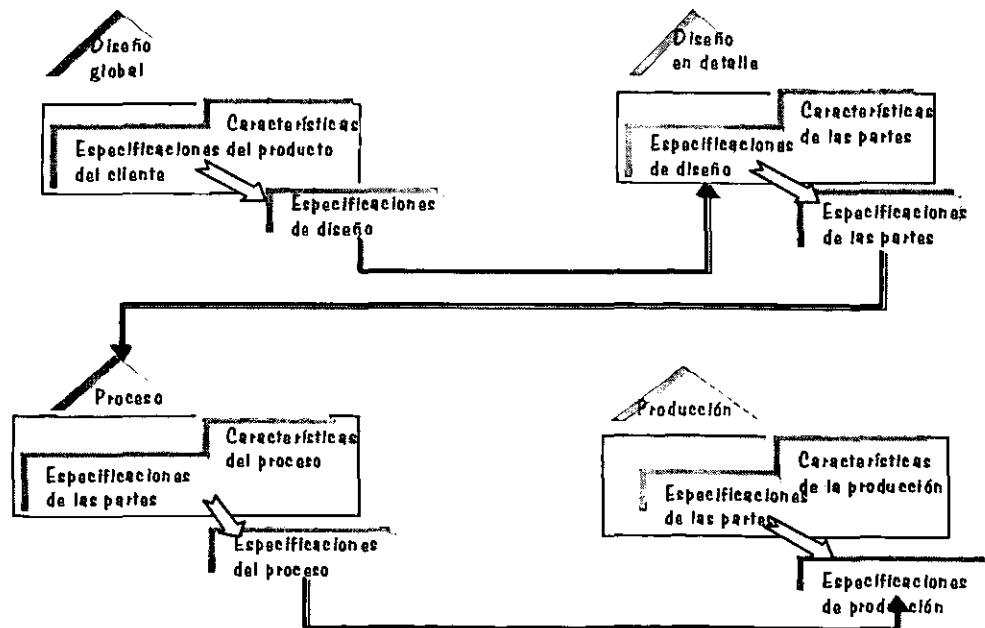 Diseño
global
Características
Especificaciones del producto
del cliente
Especificaciones
de diseño
Diseño
en detalle
Características
de las partes
Especificaciones
de diseño
Especificaciones
de las partes
Proceso
Características
del proceso
Especificaciones
de las partes
Especificaciones
del proceso
Producción
Características
de la producción
Especificaciones
de las partes
Especificaciones
de producción